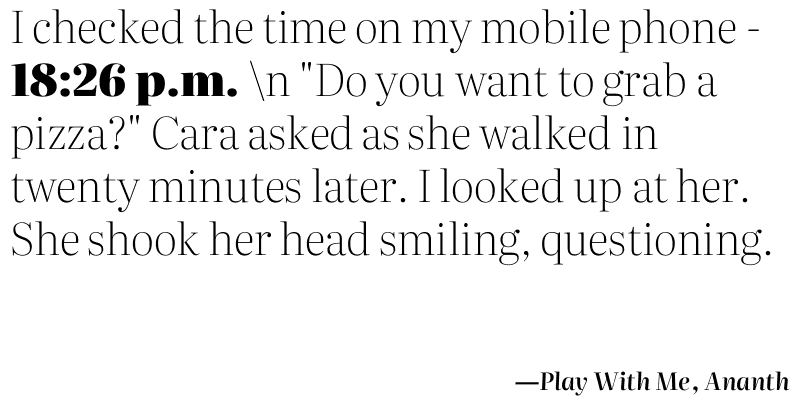 I checked the time on my mobile phone -
18:26 p.m. \n "Do you want to grab a
pizza?" Cara asked as she walked in
twenty minutes later. I looked up at her.
She shook her head smiling, questioning.
—Play With Me, Ananth